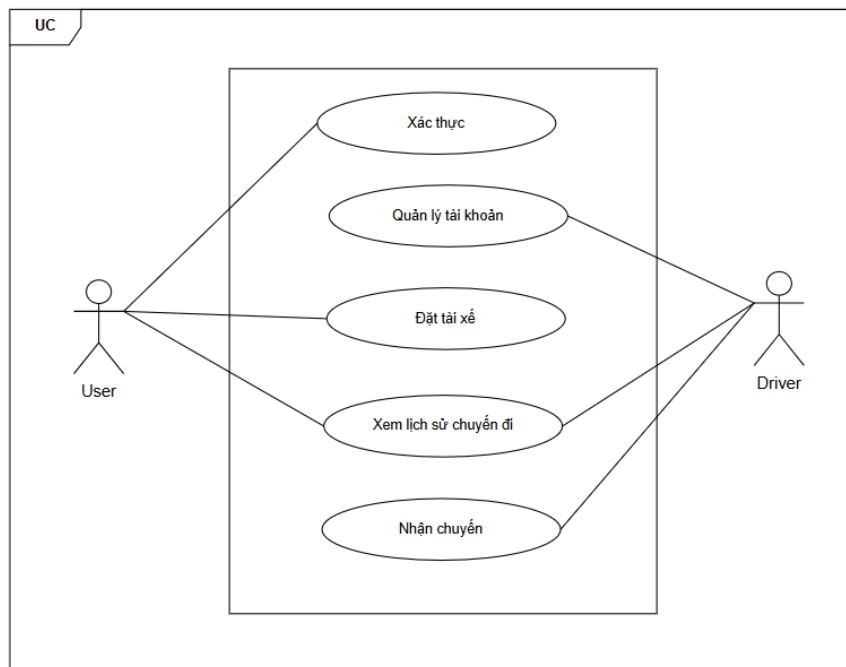 UC
Xác thực
Quản lý tài khoản
Đặt tài xế
User
Driver
Xem lịch sử chuyến đi
Nhận chuyến